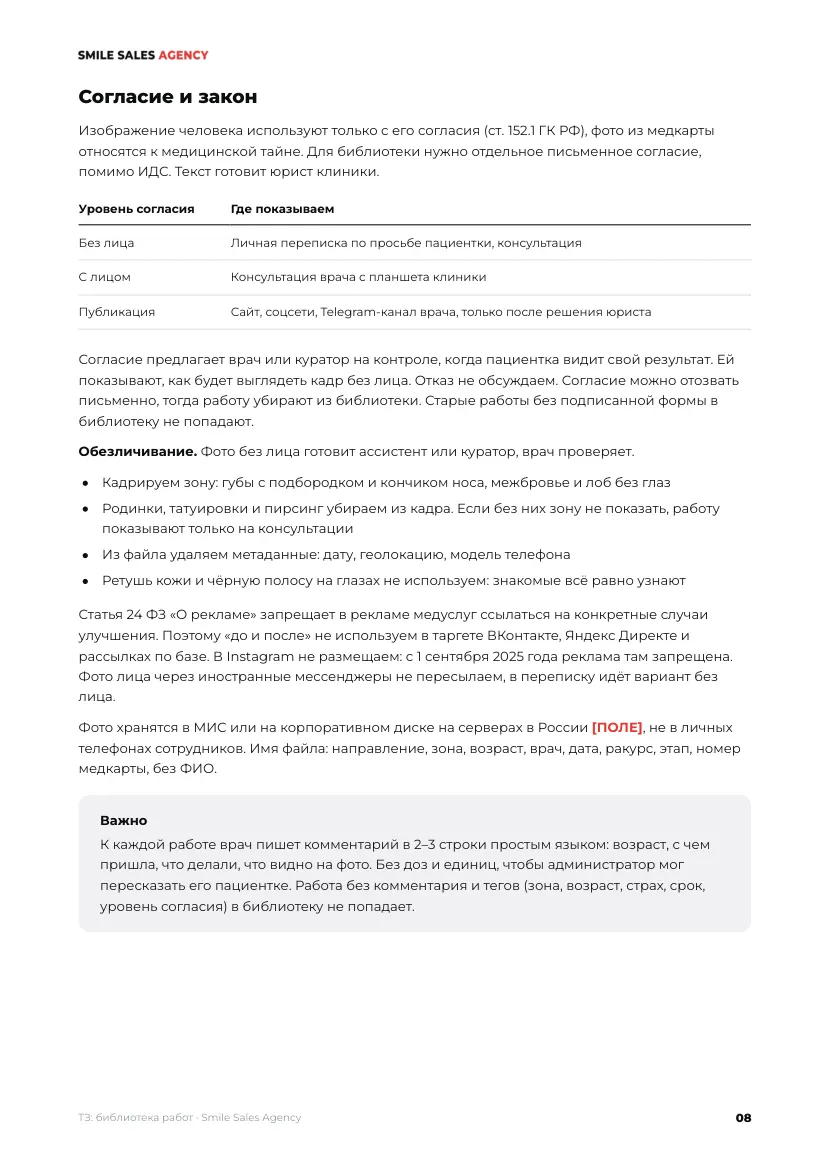 SMILE SALES AGENCY
Согласие и закон
Изображение человека используют только с его согласия (ст. 152.1 ГК РФ), фото из медкарты
относятся к медицинской тайне. Для библиотеки нужно отдельное письменное согласие,
помимо ИДС. Текст готовит юрист клиники.
Уровень согласия Где показываем
Без лица Личная переписка по просьбе пациентки, консультация
С лицом Консультация врача с планшета клиники
Публикация Сайт, соцсети, Telegram-канал врача, только после решения юриста
Согласие предлагает врач или куратор на контроле, когда пациентка видит свой результат. Ей
показывают, как будет выглядеть кадр без лица. Отказ не обсуждаем. Согласие можно отозвать
письменно, тогда работу убирают из библиотеки. Старые работы без подписанной формы в
библиотеку не попадают.
Обезличивание. Фото без лица готовит ассистент или куратор, врач проверяет.
• Кадрируем зону: губы с подбородком и кончиком носа, межбровье и лоб без глаз
• Родинки, татуировки и пирсинг убираем из кадра. Если без них зону не показать, работу
показывают только на консультации
• Из файла удаляем метаданные: дату, геолокацию, модель телефона
• Ретушь кожи и чёрную полосу на глазах не используем: знакомые всё равно узнают
Статья 24 ФЗ «О рекламе» запрещает в рекламе медуслуг ссылаться на конкретные случаи
улучшения. Поэтому «до и после» не используем в таргете ВКонтакте, Яндекс Директе и
рассылках по базе. В Instagram не размещаем: с 1 сентября 2025 года реклама там запрещена.
Фото лица через иностранные мессенджеры не пересылаем, в переписку идёт вариант без
лица.
Фото хранятся в МИС или на корпоративном диске на серверах в России [ПОЛЕ], не в личных
телефонах сотрудников. Имя файла: направление, зона, возраст, врач, дата, ракурс, этап, номер
медкарты, без ФИО.
Важно
К каждой работе врач пишет комментарий в 2–3 строки простым языком: возраст, с чем
пришла, что делали, что видно на фото. Без доз и единиц, чтобы администратор мог
пересказать его пациентке. Работа без комментария и тегов (зона, возраст, страх, срок,
уровень согласия) в библиотеку не попадает.
ТЗ: библиотека работ · Smile Sales Agency 08